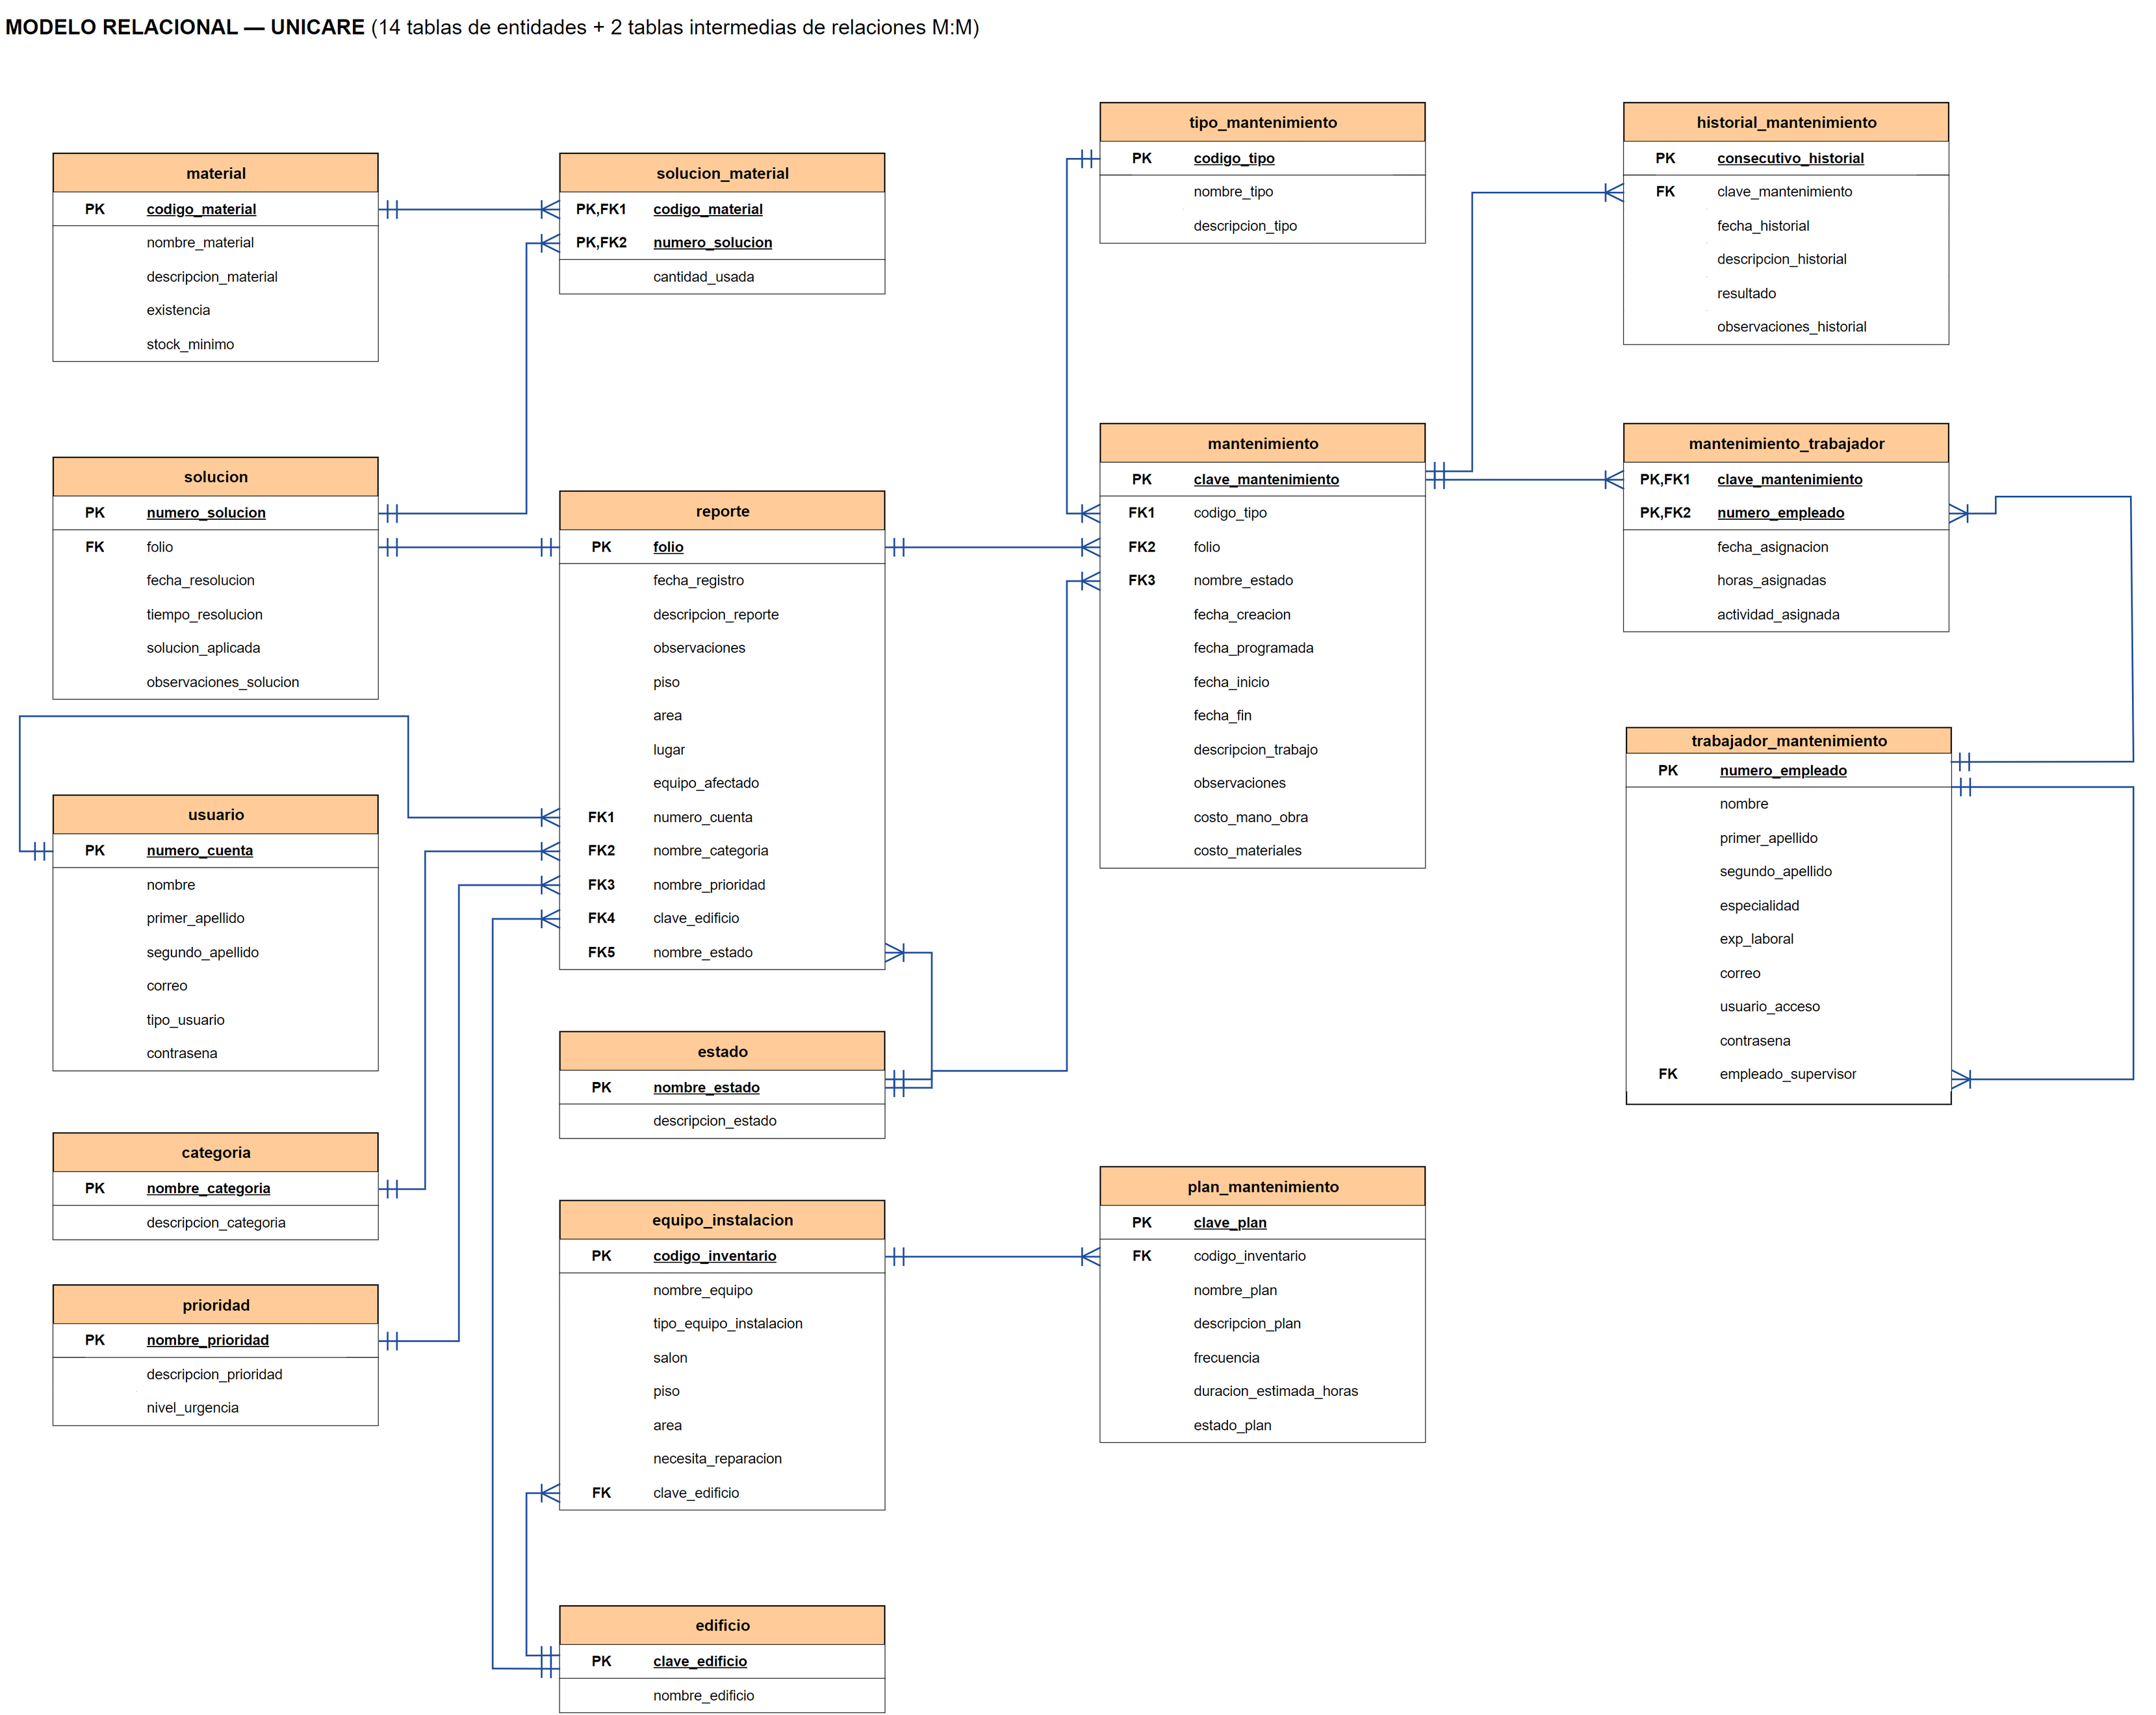 MODELO RELACIONAL — UNICARE (14 tablas de entidades + 2 tablas intermedias de relaciones M:M)
material
PK codigo_material
nombre_material
descripcion_material
existencia
stock_minimo
solucion_material
PK,FK1 codigo_material
PK,FK2 numero_solucion
cantidad_usada
tipo_mantenimiento
PK codigo_tipo
nombre_tipo
descripcion_tipo
historial_mantenimiento
PK consecutivo_historial
FK clave_mantenimiento
fecha_historial
descripcion_historial
resultado
observaciones_historial
solucion
PK numero_solucion
FK folio
fecha_resolucion
tiempo_resolucion
solucion_aplicada
observaciones_solucion
reporte
PK folio
fecha_registro
descripcion_reporte
observaciones
piso
area
lugar
equipo_afectado
FK1 numero_cuenta
FK2 nombre_categoria
FK3 nombre_prioridad
FK4 clave_edificio
FK5 nombre_estado
mantenimiento
PK clave_mantenimiento
FK1 codigo_tipo
FK2 folio
FK3 nombre_estado
fecha_creacion
fecha_programada
fecha_inicio
fecha_fin
descripcion_trabajo
observaciones
costo_mano_obra
costo_materiales
mantenimiento_trabajador
PK,FK1 clave_mantenimiento
PK,FK2 numero_empleado
fecha_asignacion
horas_asignadas
actividad_asignada
usuario
PK numero_cuenta
nombre
primer_apellido
segundo_apellido
correo
tipo_usuario
contrasena
trabajador_mantenimiento
PK numero_empleado
nombre
primer_apellido
segundo_apellido
especialidad
exp_laboral
correo
usuario_acceso
contrasena
FK empleado_supervisor
estado
PK nombre_estado
descripcion_estado
categoria
PK nombre_categoria
descripcion_categoria
equipo_instalacion
PK codigo_inventario
nombre_equipo
tipo_equipo_instalacion
salon
piso
area
necesita_reparacion
FK clave_edificio
plan_mantenimiento
PK clave_plan
FK codigo_inventario
nombre_plan
descripcion_plan
frecuencia
duracion_estimada_horas
estado_plan
prioridad
PK nombre_prioridad
descripcion_prioridad
nivel_urgencia
edificio
PK clave_edificio
nombre_edificio